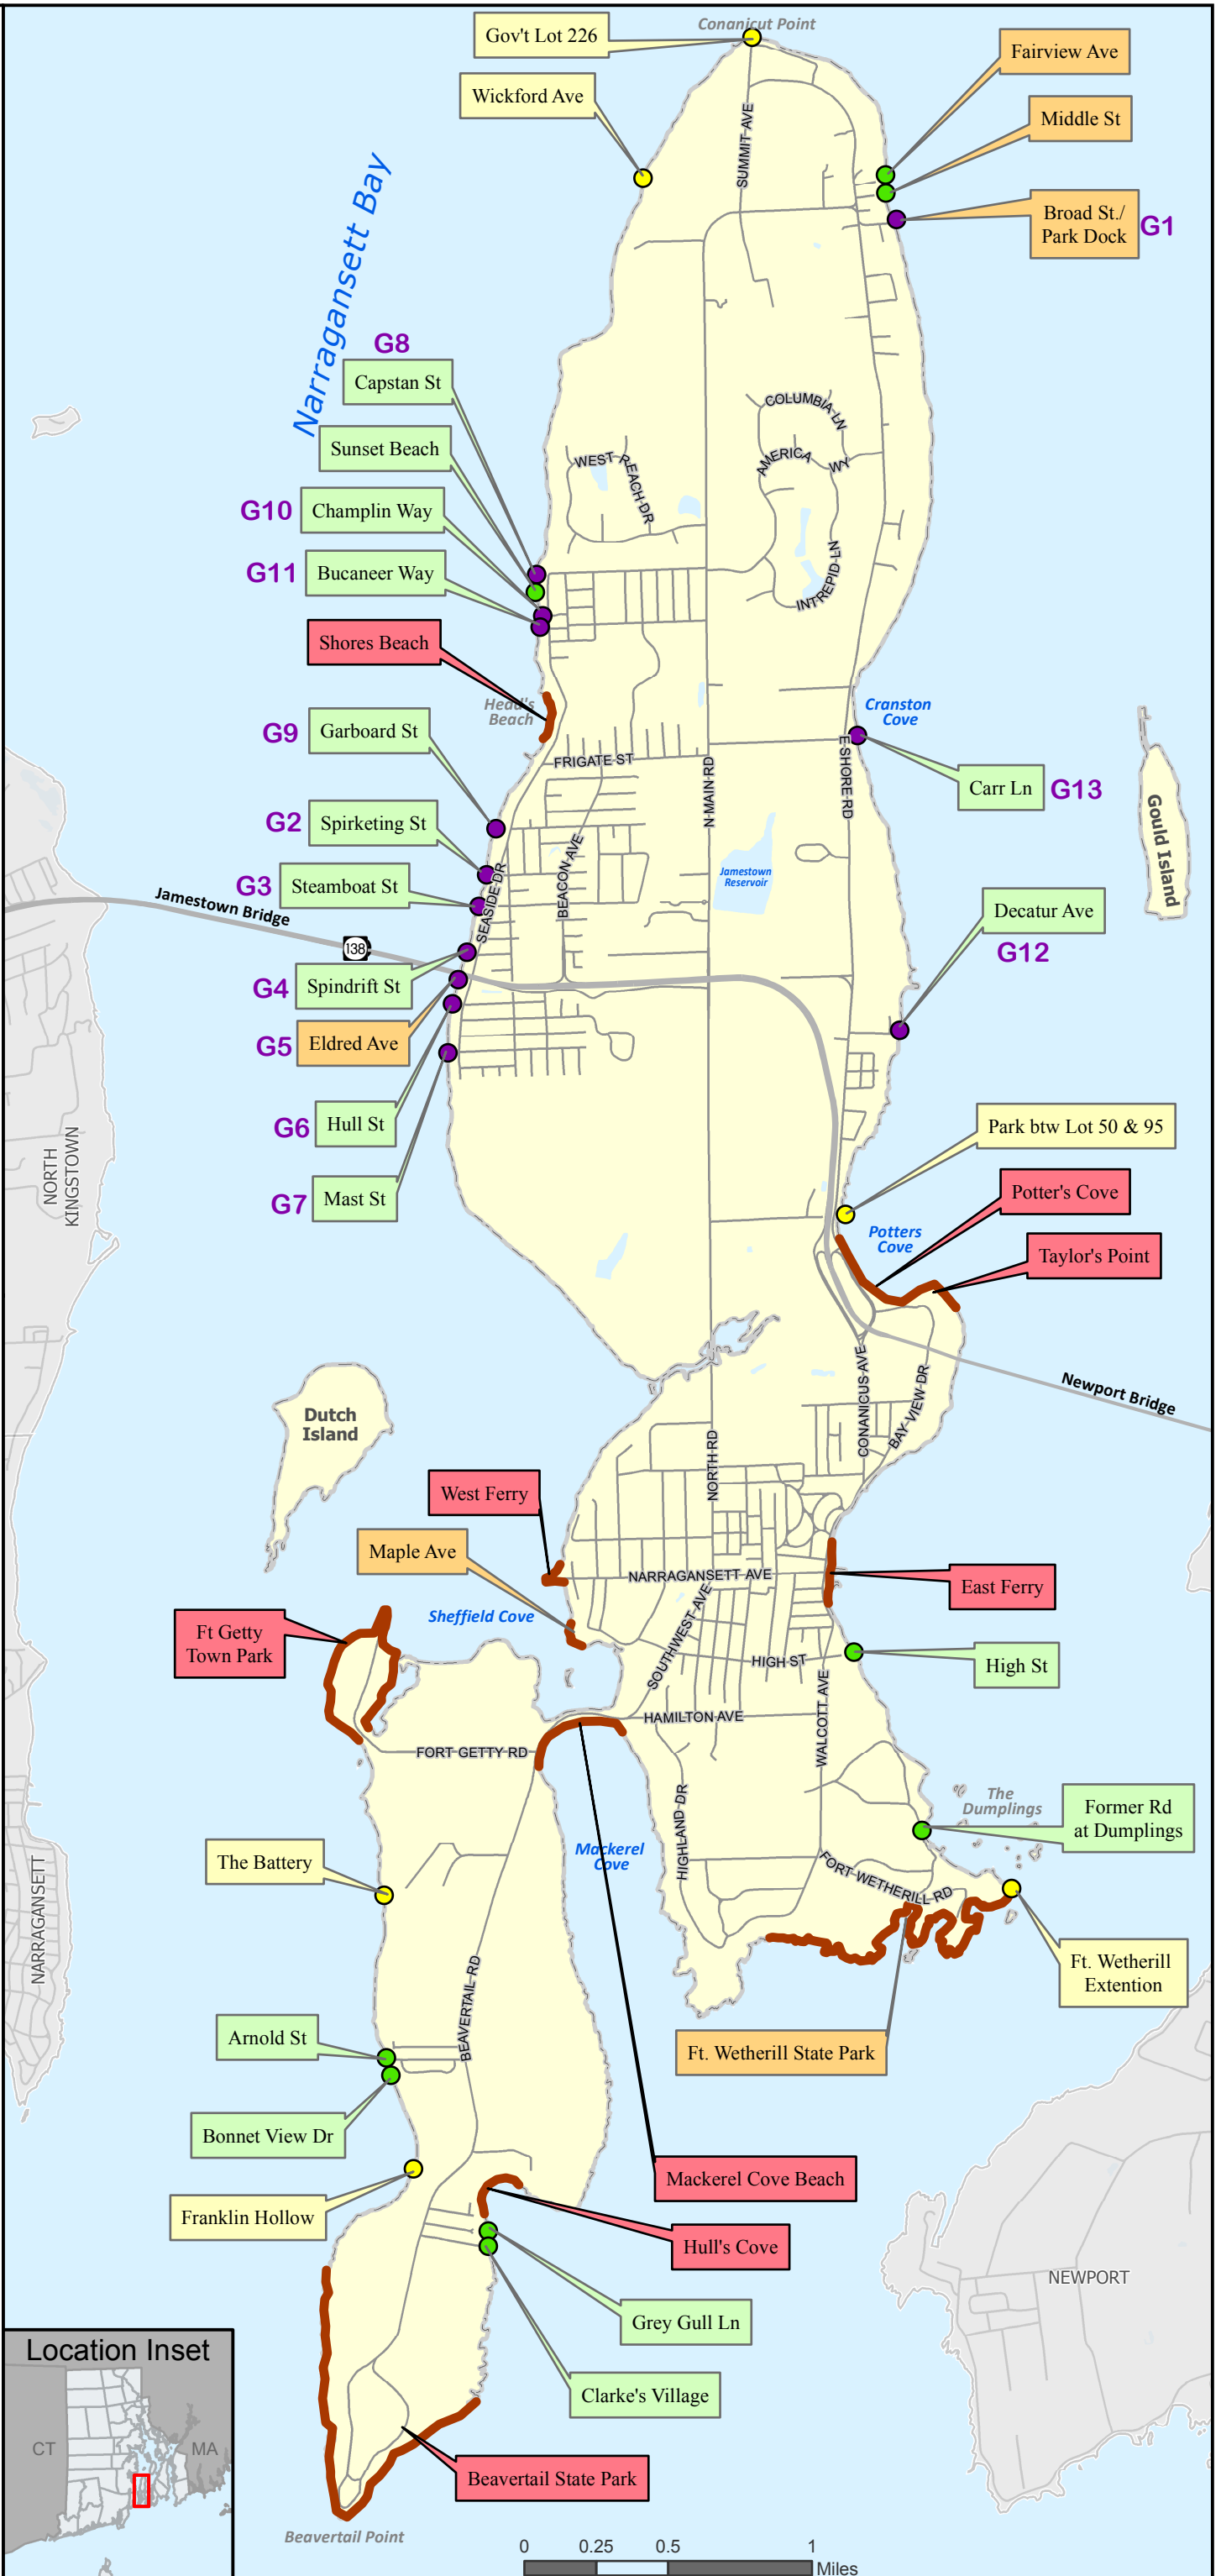 Conanicut Point
Gov't Lot 226
Fairview Ave
Wickford Ave
Middle St
SUMMIT AVE
Broad St./
Park Dock
G1
Narragansett Bay
G8
Capstan St
COLUMBIA LN
Sunset Beach
WEST REACH DR
AMERICA WY
G10
Champlin Way
G11
Bucaneer Way
INTREPID LN
Shores Beach
Head's
Beach
Cranston
Cove
G9
Garboard St
FRIGATE ST
N MAIN RD
E SHORE RD
Carr Ln
G13
Gould Island
G2
Spirketing St
BEACON AVE
SEASIDE DR
Jamestown
Reservoir
G3
Steamboat St
Jamestown Bridge
138
Decatur Ave
G12
G4
Spindrift St
G5
Eldred Ave
G6
Hull St
Park btw Lot 50 & 95
NORTH
KINGSTOWN
G7
Mast St
Potter's Cove
Potters
Cove
Taylor's Point
CONANICUS AVE
BAY VIEW DR
Newport Bridge
Dutch
Island
NORTH RD
West Ferry
Maple Ave
NARRAGANSETT AVE
East Ferry
Sheffield Cove
Ft Getty
Town Park
SOUTHWEST AVE
HIGH ST
High St
WALCOTT AVE
HAMILTON AVE
FORT GETTY RD
HIGHLAND DR
The
Dumplings
Former Rd
at Dumplings
Mackerel
Cove
The Battery
FORT WETHERILL RD
NARRAGANSETT
Ft. Wetherill
Extention
BEAVERTAIL RD
Arnold St
Ft. Wetherill State Park
Bonnet View Dr
Mackerel Cove Beach
Franklin Hollow
Hull's Cove
NEWPORT
Grey Gull Ln
Location Inset
Clarke's Village
CT
MA
Beavertail State Park
Beavertail Point
0 0.25 0.5 1
Miles